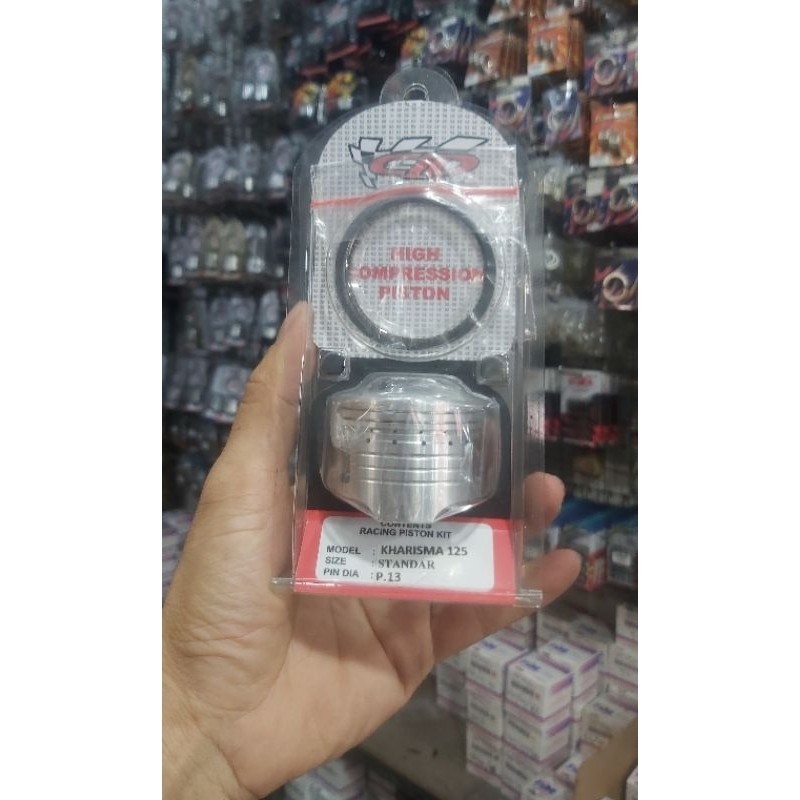 HIGH
COMPRESSION
PISTON
CONTENTS
RACING PISTON KIT
MODEL : KHARISMA 125
SIZE : STANDAR
PIN DIA : P.13